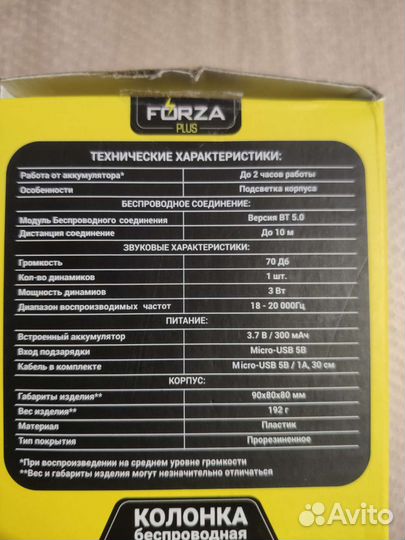 FORZA
PLUS
ТЕХНИЧЕСКИЕ ХАРАКТЕРИСТИКИ:
Работа от аккумулятора* До 2 часов работы
Особенности Подсветка корпуса
БЕСПРОВОДНОЕ СОЕДИНЕНИЕ:
Модуль Беспроводного соединения Версия BT 5.0
Дистанция соединение До 10 м
ЗВУКОВЫЕ ХАРАКТЕРИСТИКИ:
Громкость 70 Дб
Кол-во динамиков 1 шт.
Мощность динамиов 3 Вт
Диапазон воспроизводимых частот 18 - 20 000Гц
ПИТАНИЕ:
Встроенный аккумулятор 3.7 В / 300 мАч
Вход подзарядки Micro-USB 5В
Кабель в комплекте Micro-USB 5В / 1А, 30 см
КОРПУС:
Габариты изделия** 90х80х80 мм
Вес изделия** 192 г
Материал Пластик
Тип покрытия Прорезиненное
*При воспроизведении на среднем уровне громкости
**Вес и габариты изделия могут незначительно отличаться
КОЛОНКА
беспроводная
Avito